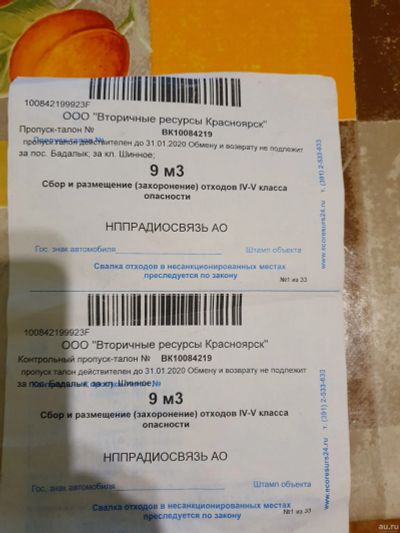 100842199923F
ООО "Вторичные ресурсы Красноярск"
Пропуск-талон № ВК10084219
пропуск талон действителен до 31.01.2020 Обмену и возврату не подлежит
за пос. Бадалык; за кл. Шинное;
9 м3
Сбор и размещение (захоронение) отходов IV-V класса
опасности
НППРАДИОСВЯЗЬ АО
Гос. знак автомобиля Штамп объекта
Свалка отходов в несанкционированных местах
преследуется по закону
№1 из 33
www.ecoresurs24.ru т. (391) 2-533-633
100842199923F
ООО "Вторичные ресурсы Красноярск"
Контрольный пропуск-талон № ВК10084219
пропуск талон действителен до 31.01.2020 Обмену и возврату не подлежит
за пос. Бадалык; за кл. Шинное;
9 м3
Сбор и размещение (захоронение) отходов IV-V класса
опасности
НППРАДИОСВЯЗЬ АО
Гос. знак автомобиля Штамп объекта
Свалка отходов в несанкционированных местах
преследуется по закону
№1 из 33
www.ecoresurs24.ru т. (391) 2-533-633
au.ru